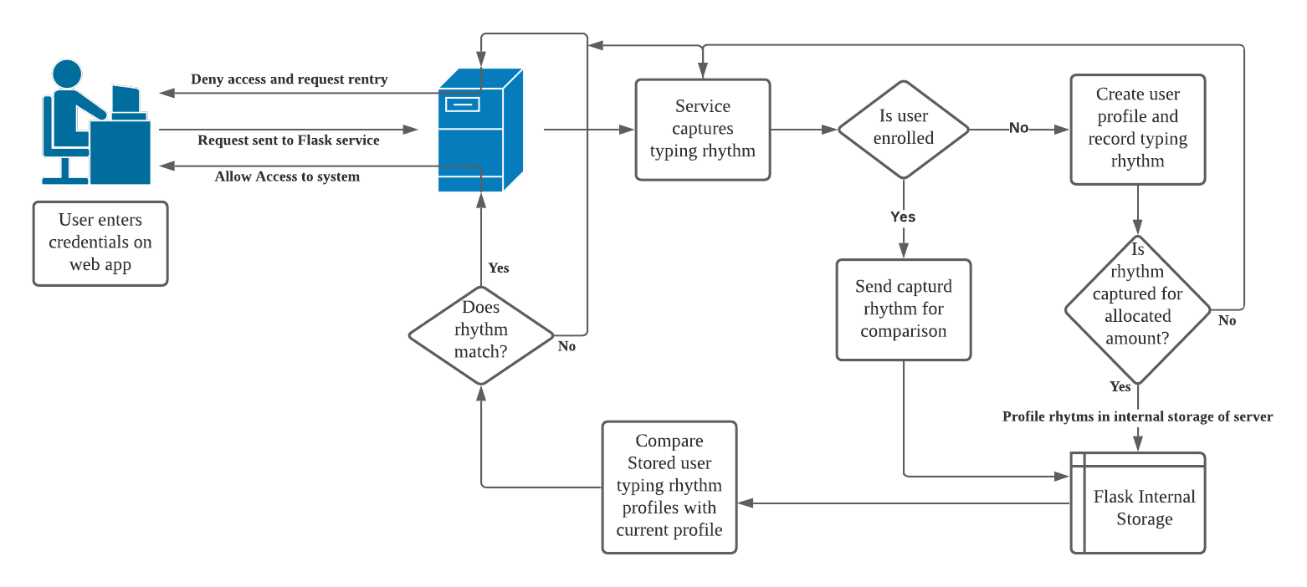 Deny access and request rentry
Request sent to Flask service
Allow Access to system
User enters
credentials on
web app
Service
captures
typing rhythm
Is user
enrolled
No
Create user
profile and
record typing
rhythm
Yes
Send capturd
rhythm for
comparison
Is
rhythm
captured for
allocated
amount?
No
Yes
Profile rhytms in internal storage of server
Flask Internal
Storage
Compare
Stored user
typing rhythm
profiles with
current profile
Does
rhythm
match?
Yes
No